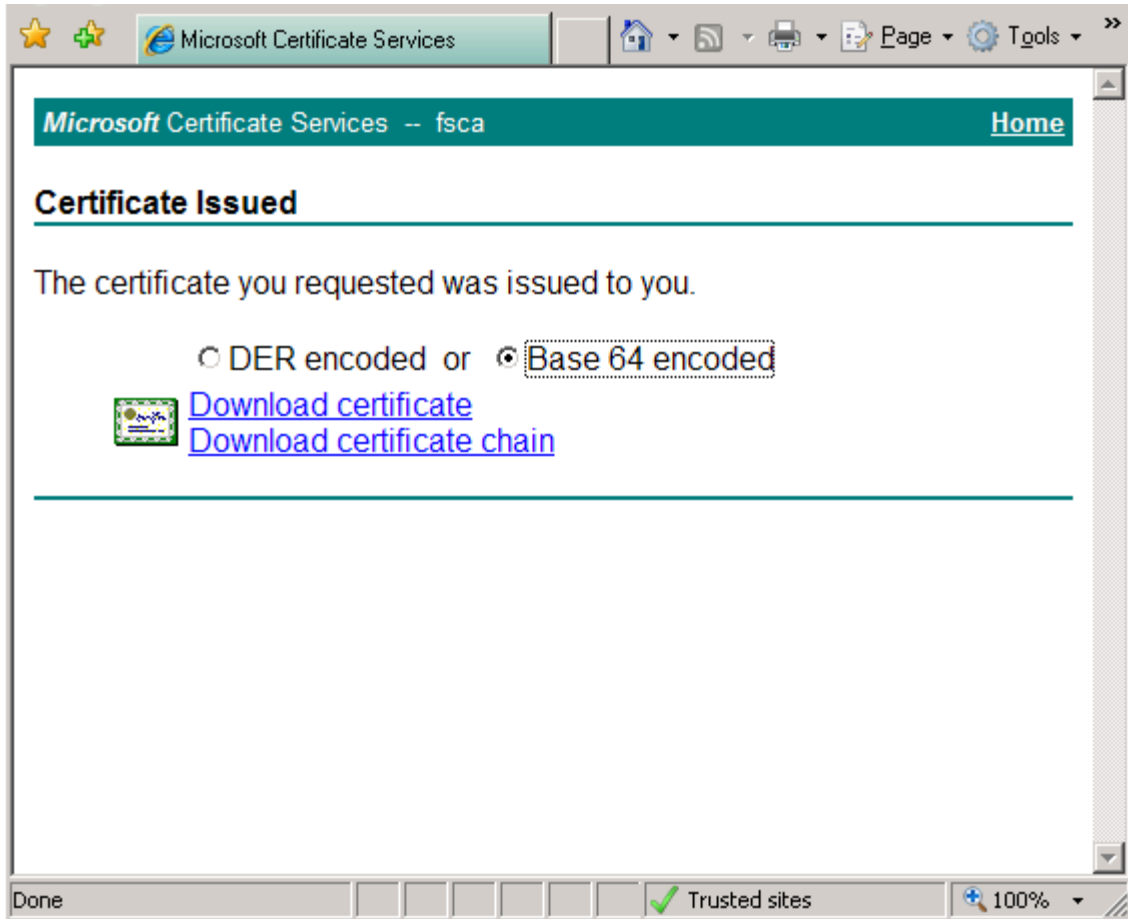 Microsoft Certificate Services
Page
Tools
»
Microsoft Certificate Services -- fsca
Home
Certificate Issued
The certificate you requested was issued to you.
DER encoded or Base 64 encoded
Download certificate
Download certificate chain
Done
Trusted sites
100%